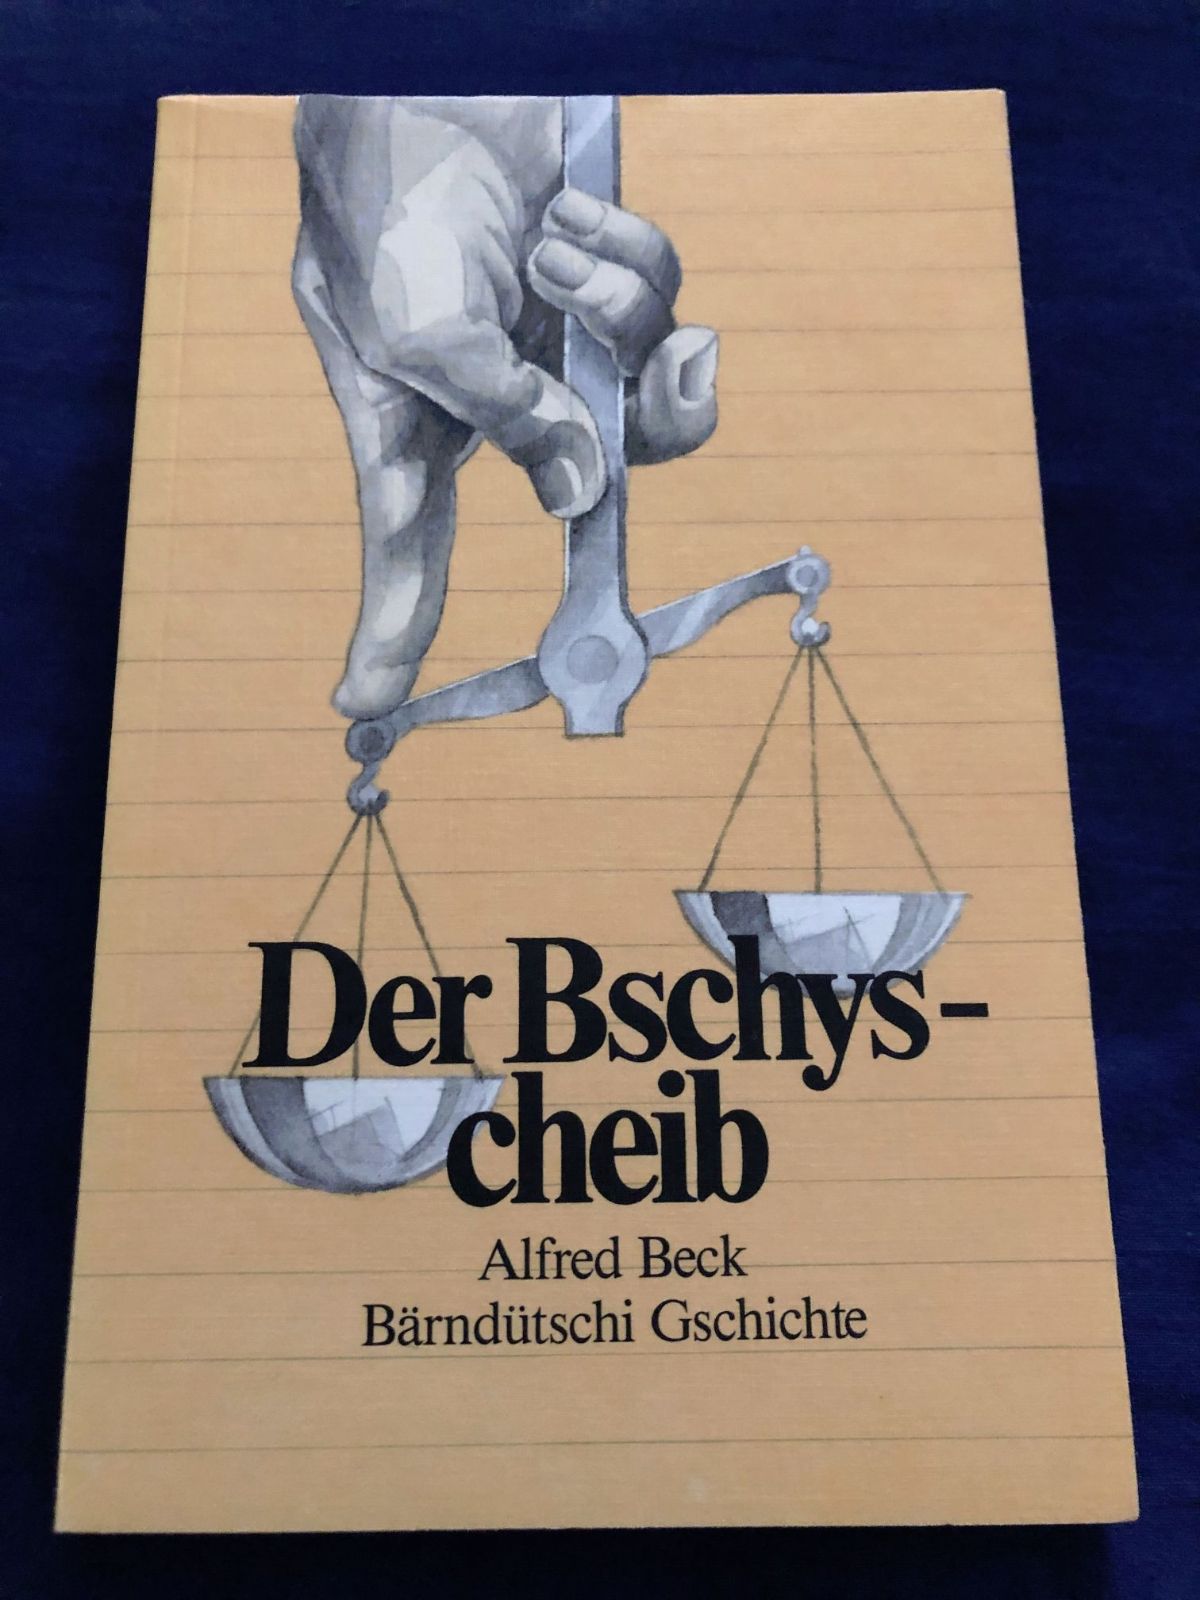 Der Bschys-
cheib
Alfred Beck
Bärndütschi Gschichte